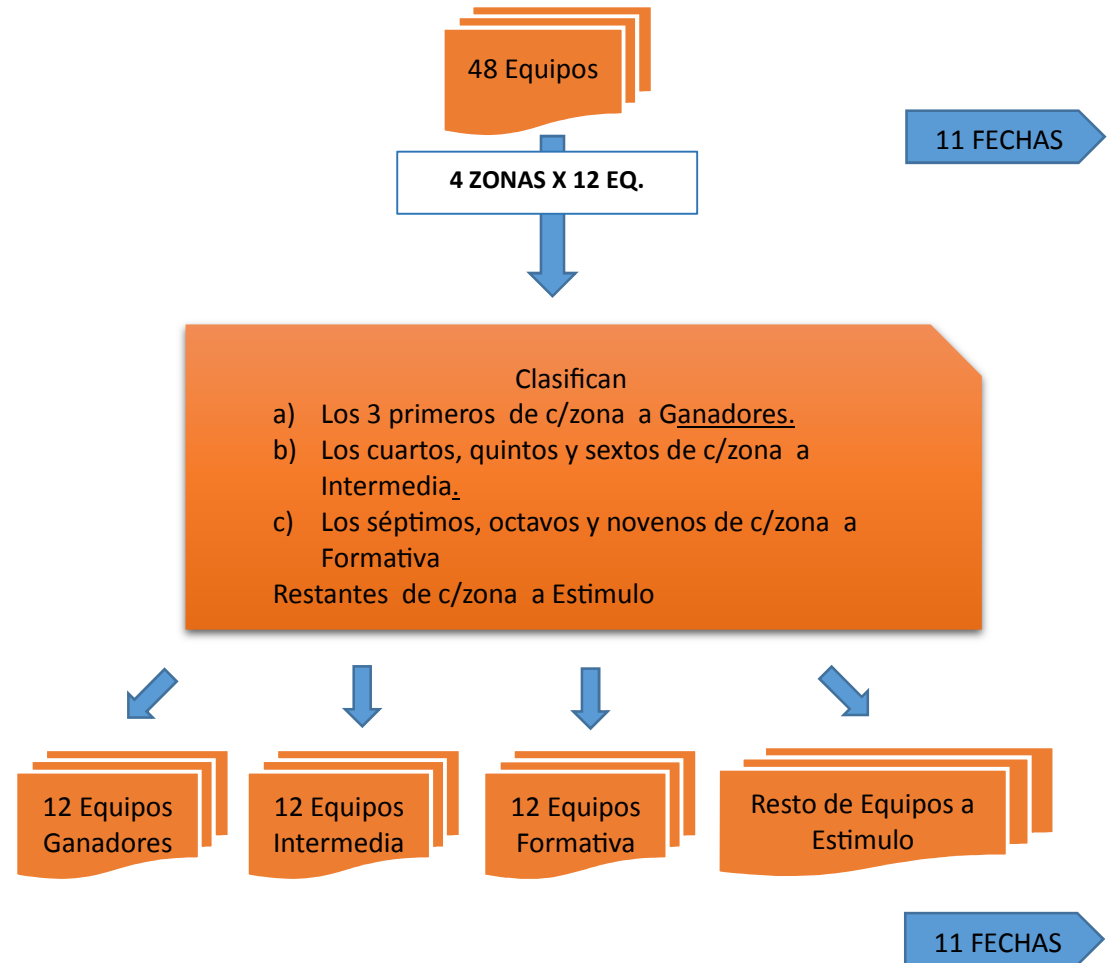 48 Equipos
11 FECHAS
4 ZONAS X 12 EQ.
Clasifican
a) Los 3 primeros de c/zona a Ganadores.
b) Los cuartos, quintos y sextos de c/zona a
Intermedia.
c) Los séptimos, octavos y novenos de c/zona a
Formativa
Restantes de c/zona a Estimulo
12 Equipos
Ganadores
12 Equipos
Intermedia
12 Equipos
Formativa
Resto de Equipos a
Estimulo
11 FECHAS